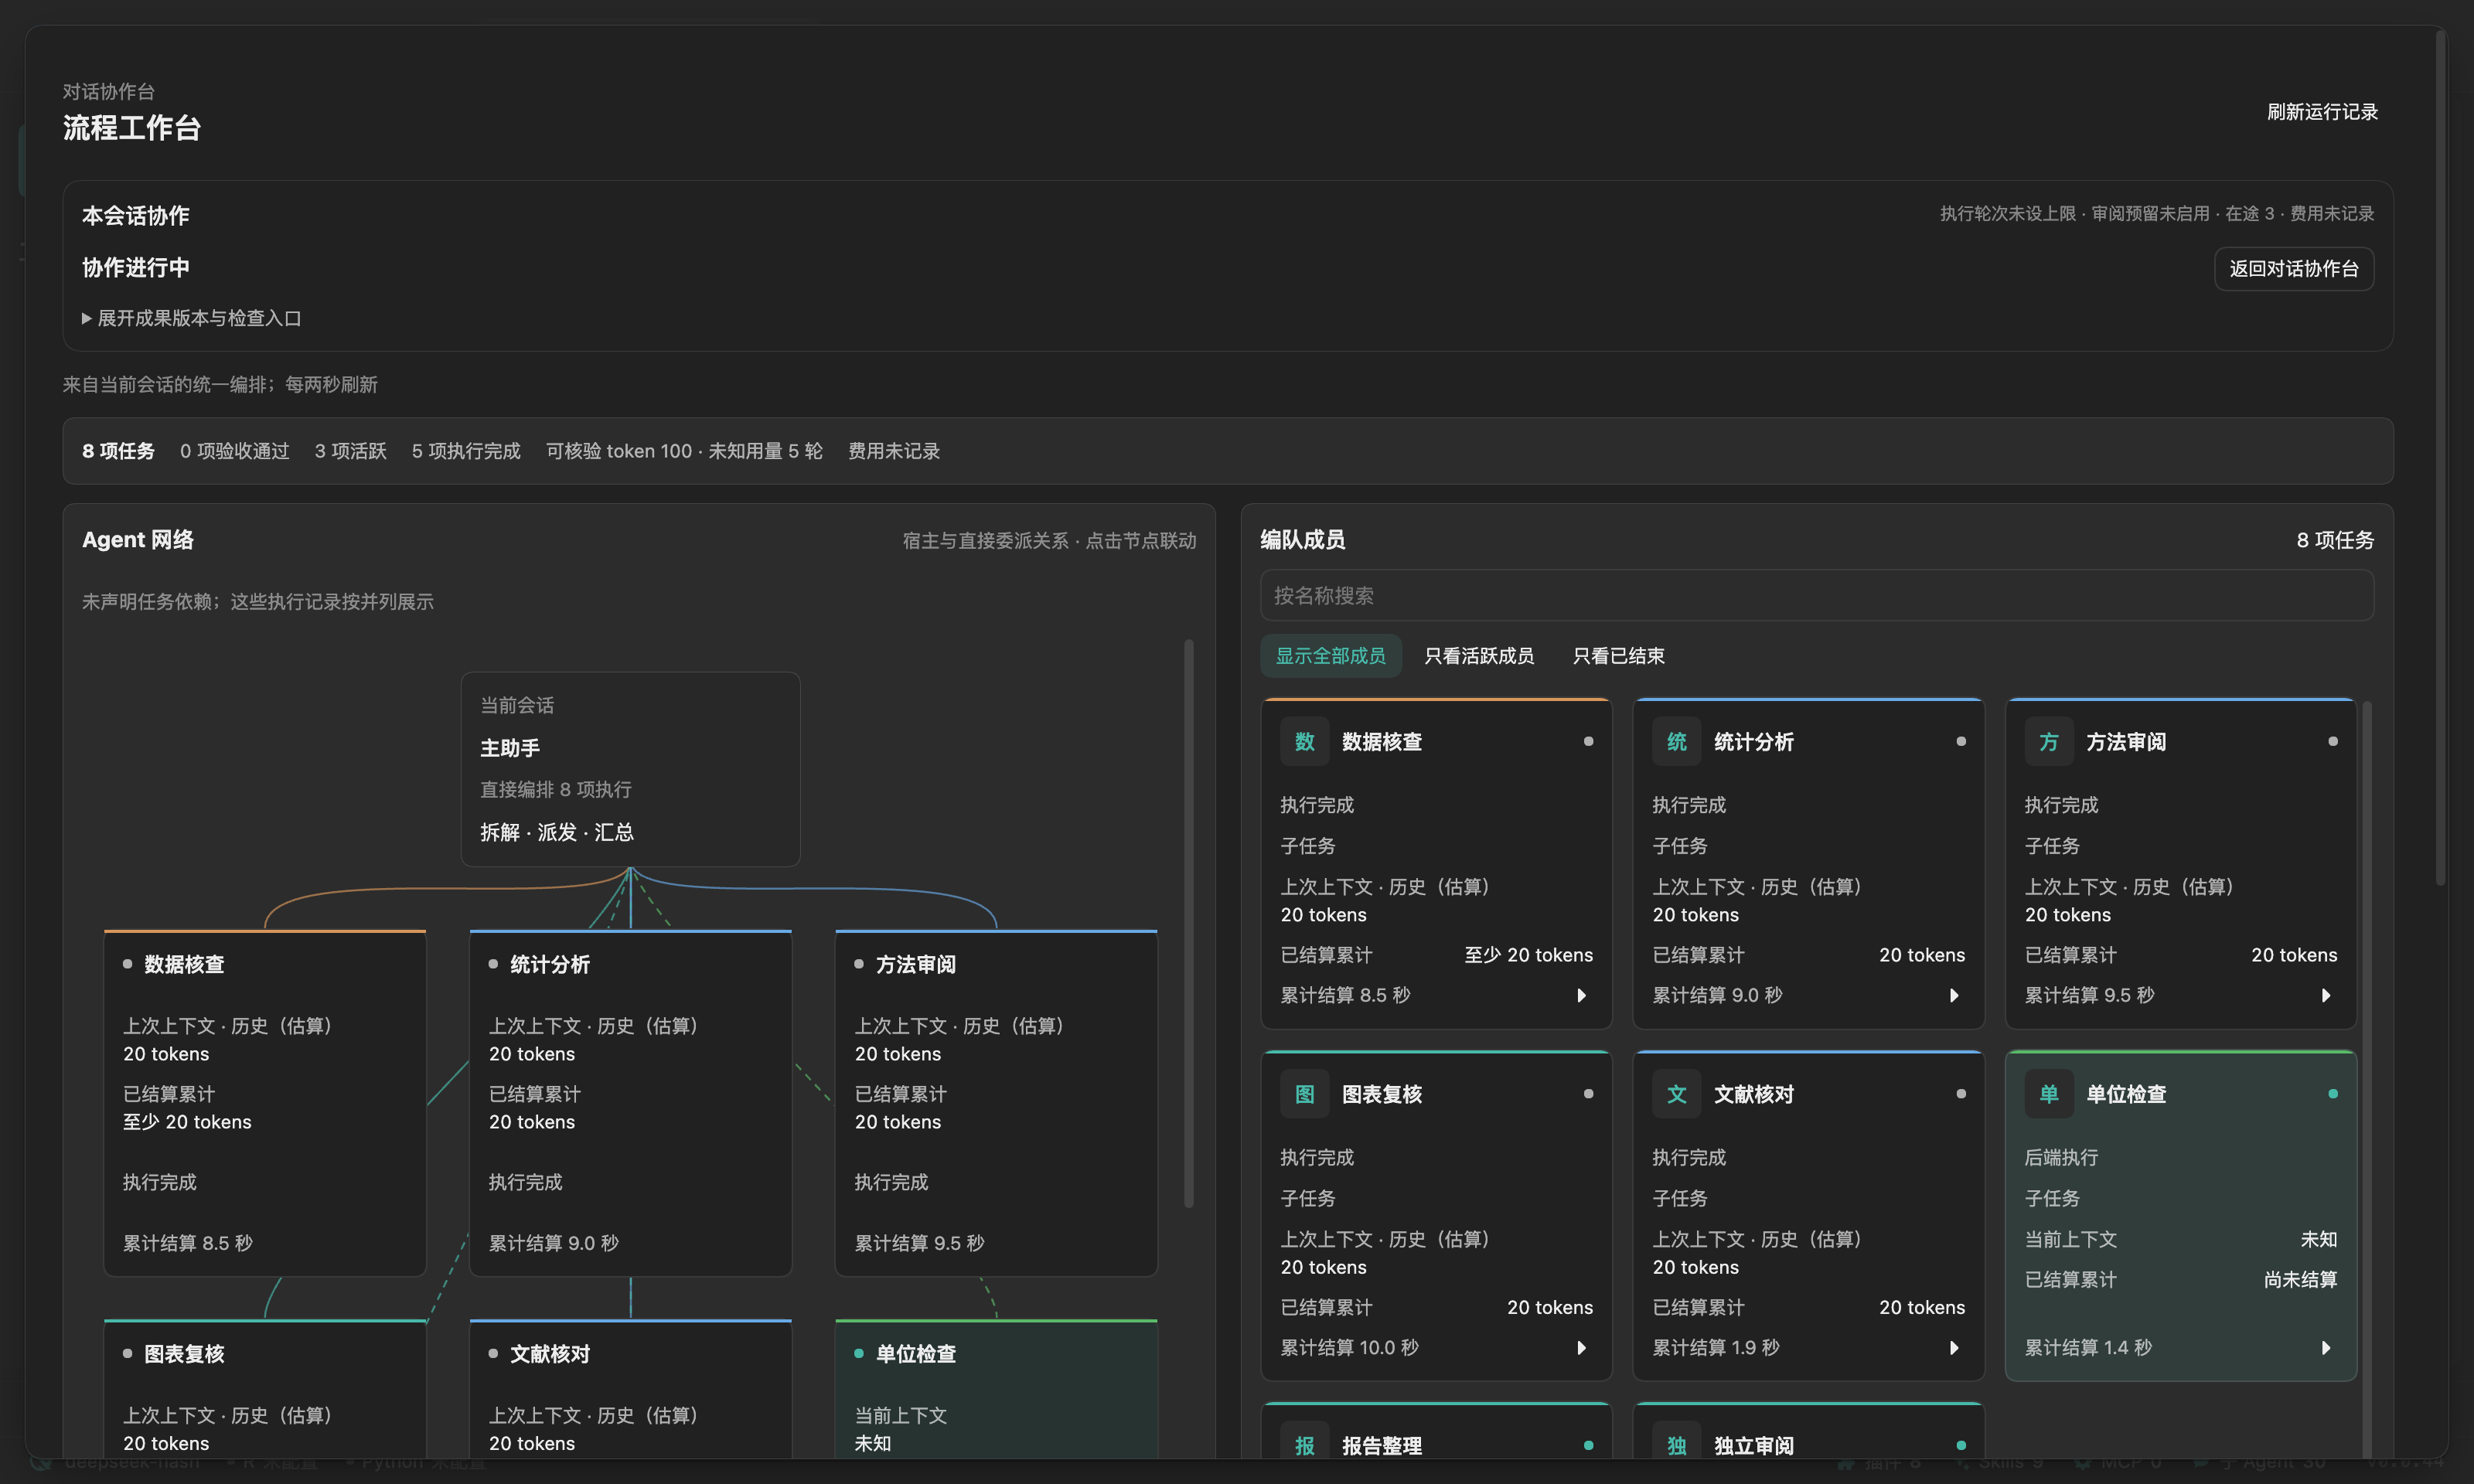 对话协作台
流程工作台
刷新运行记录
本会话协作
执行轮次未设上限 · 审阅预留未启用 · 在途 3 · 费用未记录
协作进行中
返回对话协作台
展开成果版本与检查入口
来自当前会话的统一编排；每两秒刷新
8 项任务 0 项验收通过 3 项活跃 5 项执行完成 可核验 token 100 · 未知用量 5 轮 费用未记录
Agent 网络
宿主与直接委派关系 · 点击节点联动
未声明任务依赖；这些执行记录按并列展示
当前会话
主助手
直接编排 8 项执行
拆解 · 派发 · 汇总
数据核查
上次上下文 · 历史（估算）
20 tokens
已结算累计
至少 20 tokens
执行完成
累计结算 8.5 秒
统计分析
上次上下文 · 历史（估算）
20 tokens
已结算累计
20 tokens
执行完成
累计结算 9.0 秒
方法审阅
上次上下文 · 历史（估算）
20 tokens
已结算累计
20 tokens
执行完成
累计结算 9.5 秒
图表复核
上次上下文 · 历史（估算）
20 tokens
文献核对
上次上下文 · 历史（估算）
20 tokens
单位检查
当前上下文
未知
编队成员
8 项任务
按名称搜索
显示全部成员 只看活跃成员 只看已结束
数 数据核查
执行完成
子任务
上次上下文 · 历史（估算）
20 tokens
已结算累计 至少 20 tokens
累计结算 8.5 秒
统 统计分析
执行完成
子任务
上次上下文 · 历史（估算）
20 tokens
已结算累计 20 tokens
累计结算 9.0 秒
方 方法审阅
执行完成
子任务
上次上下文 · 历史（估算）
20 tokens
已结算累计 20 tokens
累计结算 9.5 秒
图 图表复核
执行完成
子任务
上次上下文 · 历史（估算）
20 tokens
已结算累计 20 tokens
累计结算 10.0 秒
文 文献核对
执行完成
子任务
上次上下文 · 历史（估算）
20 tokens
已结算累计 20 tokens
累计结算 1.9 秒
单 单位检查
后端执行
子任务
当前上下文 未知
已结算累计 尚未结算
累计结算 1.4 秒
报 报告整理
独 独立审阅